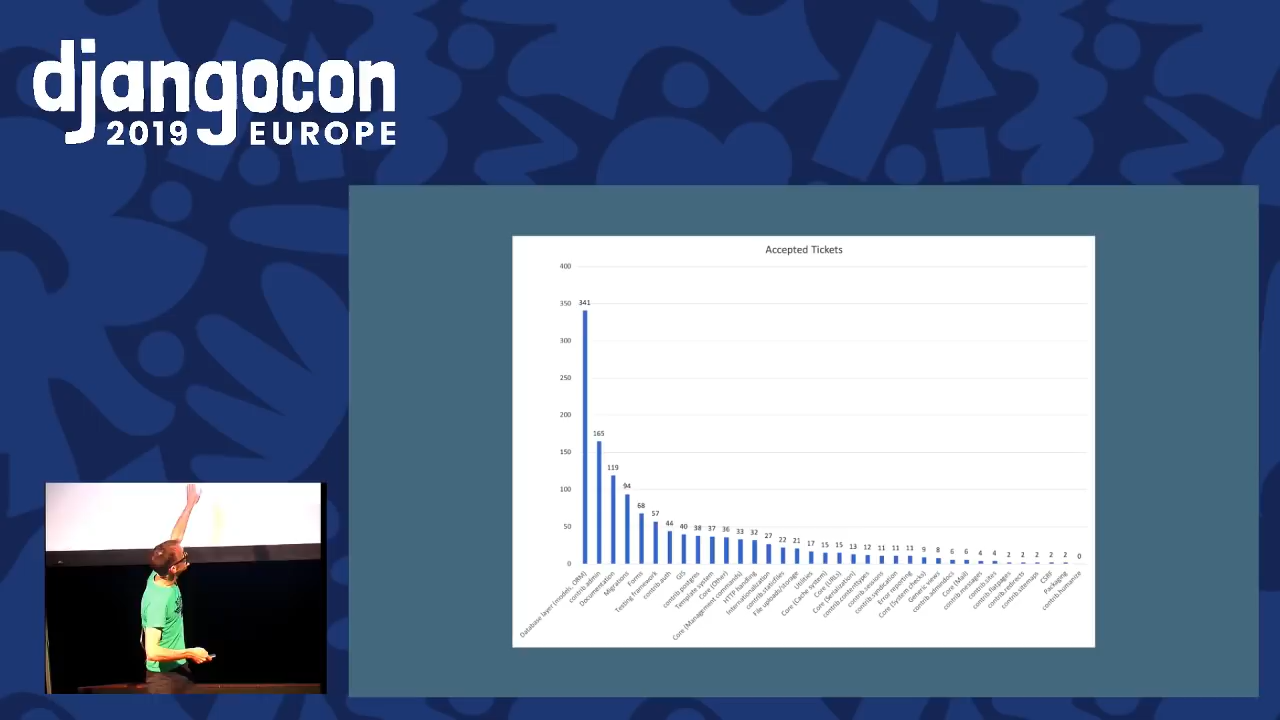 djangocon
2019 EUROPE
Accepted Tickets
400
350
300
250
200
150
100
50
0
341
165
119
94
68
57
44
40
38
37
36
33
32
27
22
21
17
15
15
13
12
11
11
11
9
8
6
6
4
4
2
2
2
2
2
0
Database layer (models, ORM)
contrib.admin
Documentation
Migrations
Forms
Testing framework
contrib.auth
GIS
contrib.postgres
Template system
Core (Other)
Core (Management commands)
HTTP handling
Internationalization
contrib.staticfiles
File uploads/storage
Utilities
Core (Cache system)
Core (URLs)
Core (Serialization)
contrib.contenttypes
contrib.sessions
contrib.syndication
Error reporting
Core (System checks)
Generic views
contrib.admindocs
Core (Mail)
contrib.messages
contrib.sites
contrib.flatpages
contrib.redirects
contrib.sitemaps
CSRF
Packaging
contrib.humanize